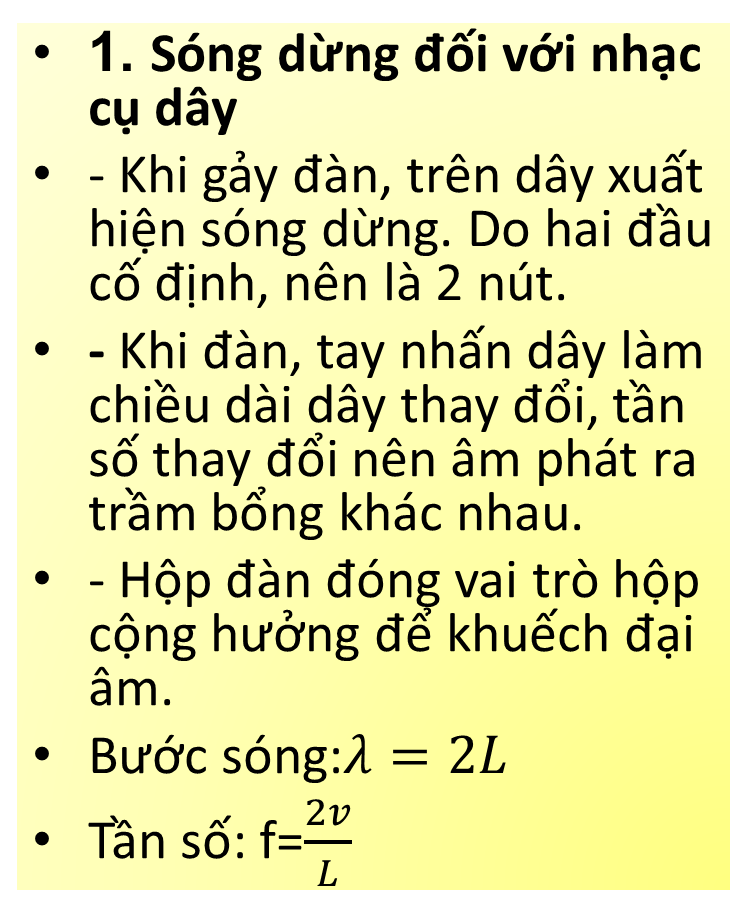 • 1. Sóng dừng đối với nhạc
cụ dây
• - Khi gảy đàn, trên dây xuất
hiện sóng dừng. Do hai đầu
cố định, nên là 2 nút.
• - Khi đàn, tay nhấn dây làm
chiều dài dây thay đổi, tần
số thay đổi nên âm phát ra
trầm bổng khác nhau.
• - Hộp đàn đóng vai trò hộp
cộng hưởng để khuếch đại
âm.
• Bước sóng:λ = 2L
• Tần số: f=2v/L